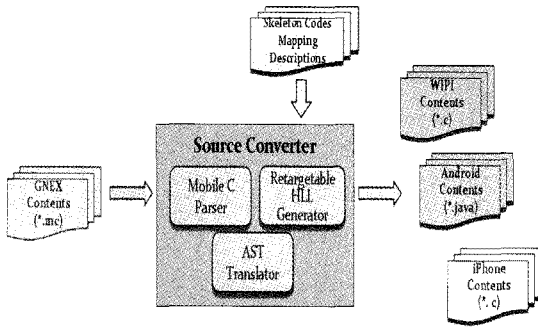 Skeleton Codes
Mapping
Descriptions
WIPI
Contents
(*.c)
Source Converter
Mobile C
Parser
Retargetable
HLL
Generator
AST
Translator
GNEX
Contents
(*.mc)
Android
Contents
(*.java)
iPhone
Contents
(*. c)